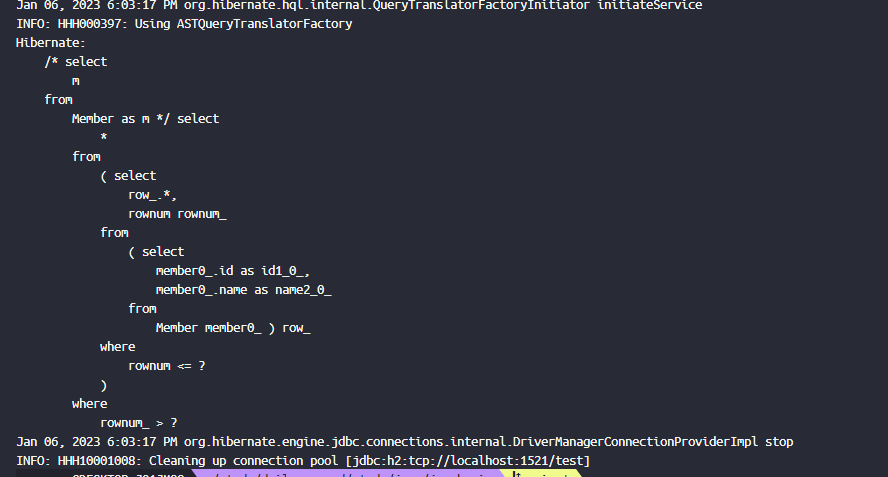 Jan 06, 2023 6:03:17 PM org.hibernate.hql.internal.QueryTranslatorFactoryInitiator initiateService
INFO: HHH000397: Using ASTQueryTranslatorFactory
Hibernate:
    /* select
        m
    from
        Member as m */ select
            *
        from
            ( select
                row_.*,
                rownum rownum_
            from
                ( select
                    member0_.id as id1_0_,
                    member0_.name as name2_0_
                from
                    Member member0_ ) row_
            where
                rownum <= ?
            )
        where
            rownum_ > ?
Jan 06, 2023 6:03:17 PM org.hibernate.engine.jdbc.connections.internal.DriverManagerConnectionProviderImpl stop
INFO: HHH10001008: Cleaning up connection pool [jdbc:h2:tcp://localhost:1521/test]